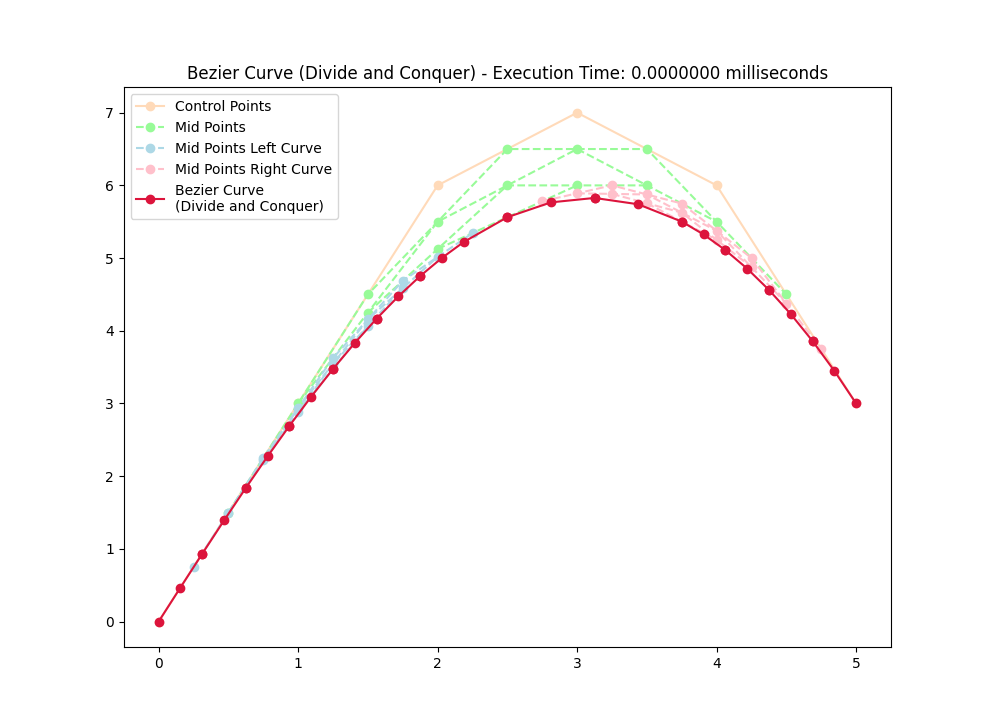 Bezier Curve (Divide and Conquer) - Execution Time: 0.0000000 milliseconds
Control Points
Mid Points
Mid Points Left Curve
Mid Points Right Curve
Bezier Curve
(Divide and Conquer)
7
6
5
4
3
2
1
0
0 1 2 3 4 5